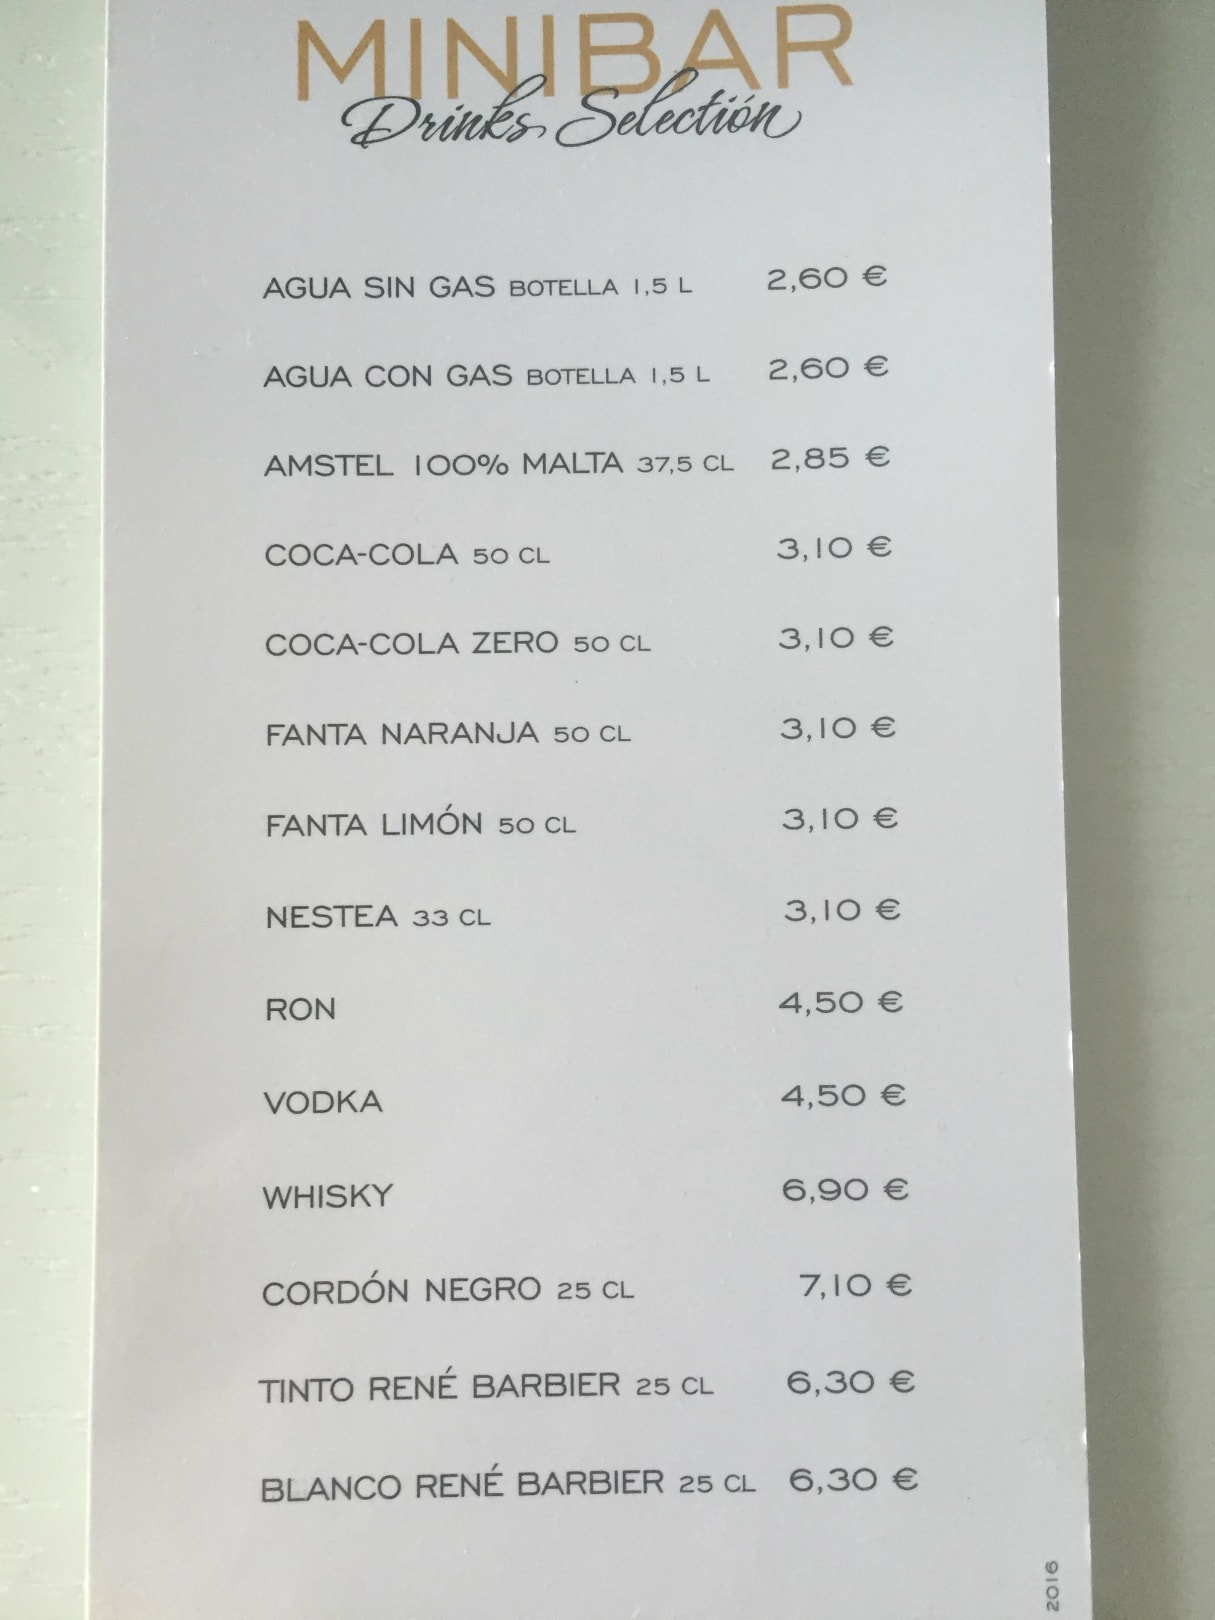 MINIBAR
Drinks Selectión
AGUA SIN GAS BOTELLA 1,5 L 2,60 €
AGUA CON GAS BOTELLA 1,5 L 2,60 €
AMSTEL 100% MALTA 37,5 CL 2,85 €
COCA-COLA 50 CL 3,10 €
COCA-COLA ZERO 50 CL 3,10 €
FANTA NARANJA 50 CL 3,10 €
FANTA LIMÓN 50 CL 3,10 €
NESTEA 33 CL 3,10 €
RON 4,50 €
VODKA 4,50 €
WHISKY 6,90 €
CORDÓN NEGRO 25 CL 7,10 €
TINTO RENÉ BARBIER 25 CL 6,30 €
BLANCO RENÉ BARBIER 25 CL 6,30 €
2016